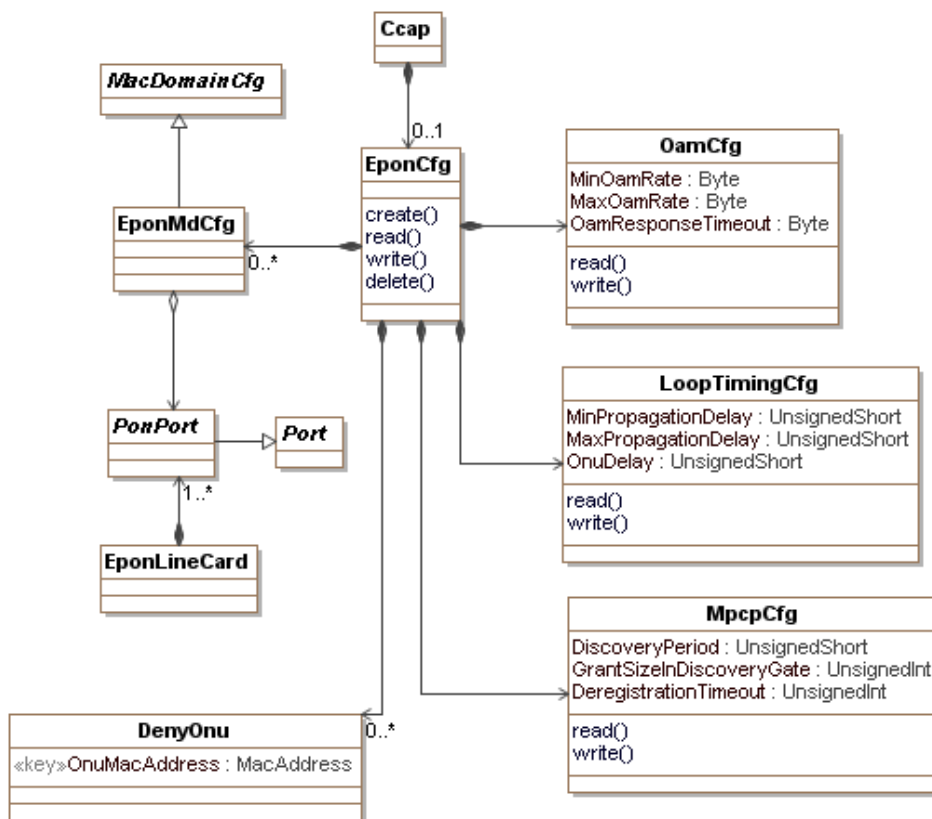 Ccap
0..1
MacDomainCfg
EponCfg
create()
read()
write()
delete()
OamCfg
MinOamRate : Byte
MaxOamRate : Byte
OamResponseTimeout : Byte
read()
write()
EponMdCfg
0..*
LoopTimingCfg
MinPropagationDelay : UnsignedShort
MaxPropagationDelay : UnsignedShort
OnuDelay : UnsignedShort
read()
write()
PonPort
Port
1..*
EponLineCard
MpcpCfg
DiscoveryPeriod : UnsignedShort
GrantSizeInDiscoveryGate : UnsignedInt
DeregistrationTimeout : UnsignedInt
read()
write()
0..*
DenyOnu
«key»OnuMacAddress : MacAddress